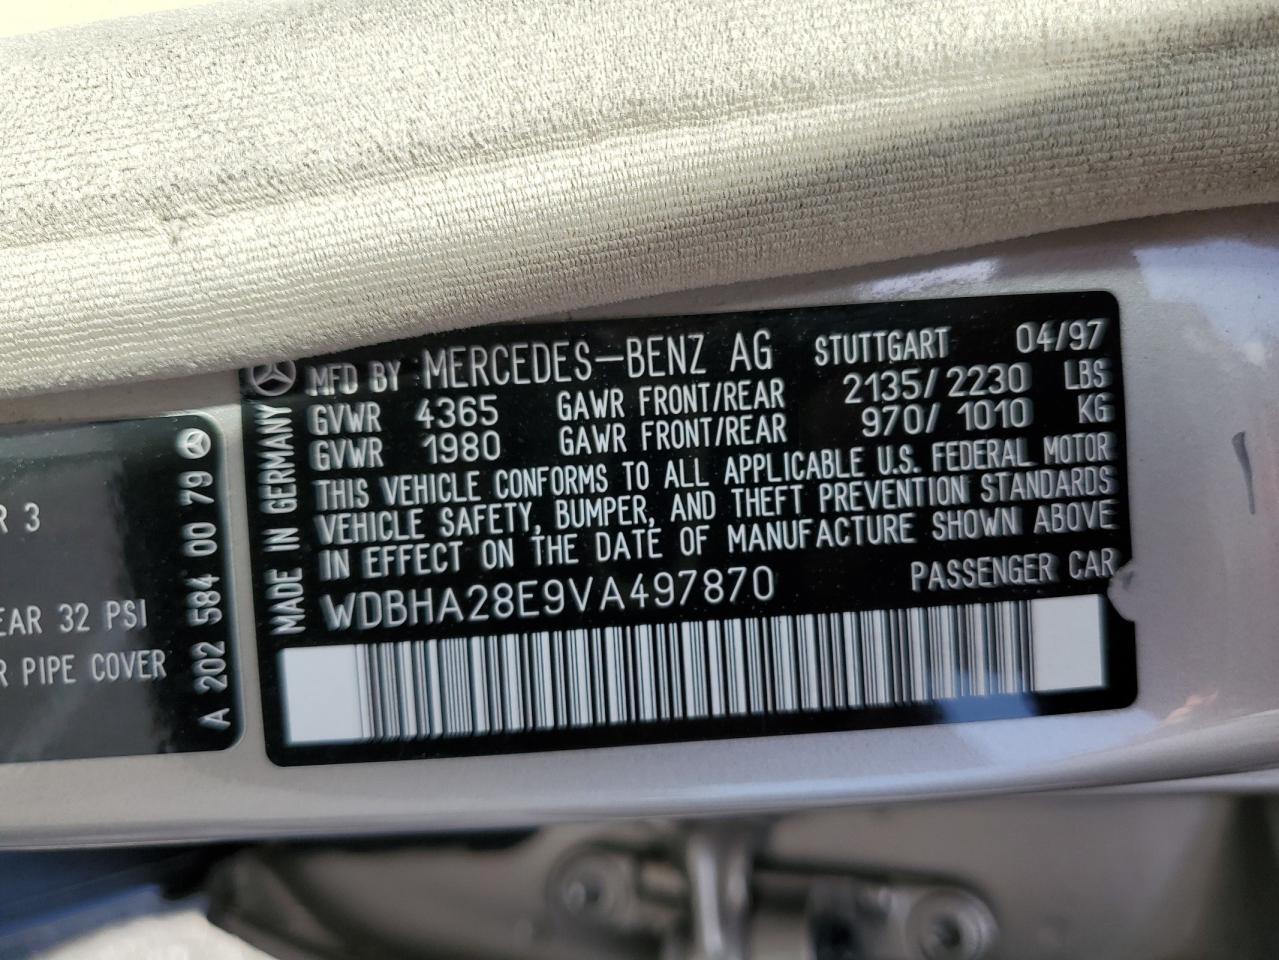 MFD BY MERCEDES-BENZ AG STUTTGART 04/97
GVWR 4365 GAWR FRONT/REAR 2135/2230 LBS
GVWR 1980 GAWR FRONT/REAR 970/1010 KG
THIS VEHICLE CONFORMS TO ALL APPLICABLE U.S. FEDERAL MOTOR
VEHICLE SAFETY, BUMPER, AND THEFT PREVENTION STANDARDS
IN EFFECT ON THE DATE OF MANUFACTURE SHOWN ABOVE
WDBHA28E9VA497870 PASSENGER CAR
MADE IN GERMANY
R 3
EAR 32 PSI
R PIPE COVER
A 202 584 00 79